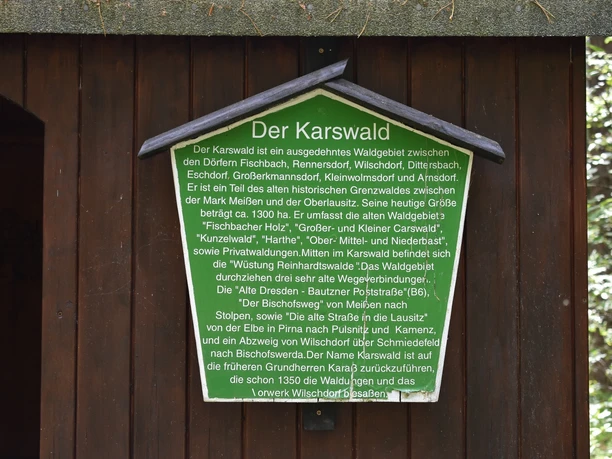 Der Karswald
Der Karswald ist ein ausgedehntes Waldgebiet zwischen
den Dörfern Fischbach, Rennersdorf, Wilschdorf, Dittersbach,
Eschdorf. Großerkmannsdorf, Kleinwolmsdorf und Arnsdorf.
Er ist ein Teil des alten historischen Grenzwaldes zwischen
der Mark Meißen und der Oberlausitz. Seine heutige Größe
beträgt ca. 1300 ha. Er umfasst die alten Waldgebiete
"Fischbacher Holz", "Großer- und Kleiner Carswald",
"Kunzelwald", "Harthe", "Ober- Mittel- und Niederbast",
sowie Privatwaldungen.Mitten im Karswald befindet sich
die "Wüstung Reinhardtswalde".Das Waldgebiet
durchziehen drei sehr alte Wegeverbindungen.
Die "Alte Dresden - Bautzner Poststraße"(B6),
"Der Bischofsweg" von Meißen nach
Stolpen, sowie "Die alte Straße in die Lausitz"
von der Elbe in Pirna nach Pulsnitz und Kamenz,
und ein Abzweig von Wilschdorf über Schmiedefeld
nach Bischofswerda.Der Name Karswald ist auf
die früheren Grundherren Karaß zurückzuführen,
die schon 1350 die Waldungen und das
orwerk Wilschdorf besaßen.